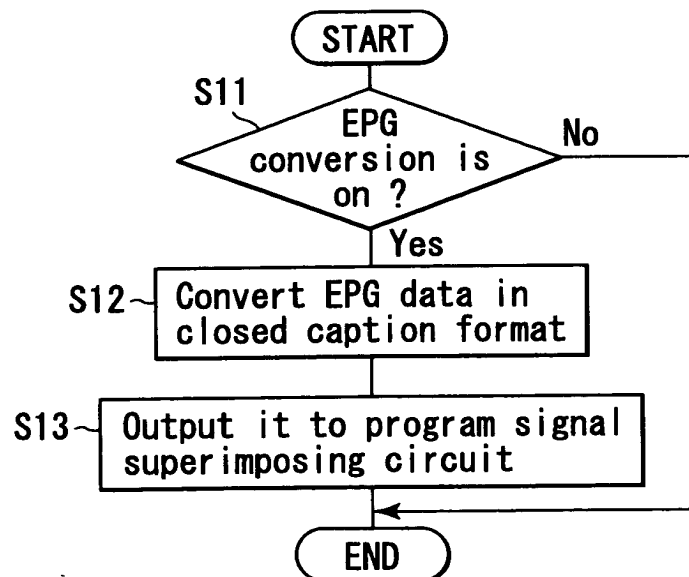 START
S11
EPG
conversion is
on ?
No
Yes
S12
Convert EPG data in
closed caption format
S13
Output it to program signal
superimposing circuit
END